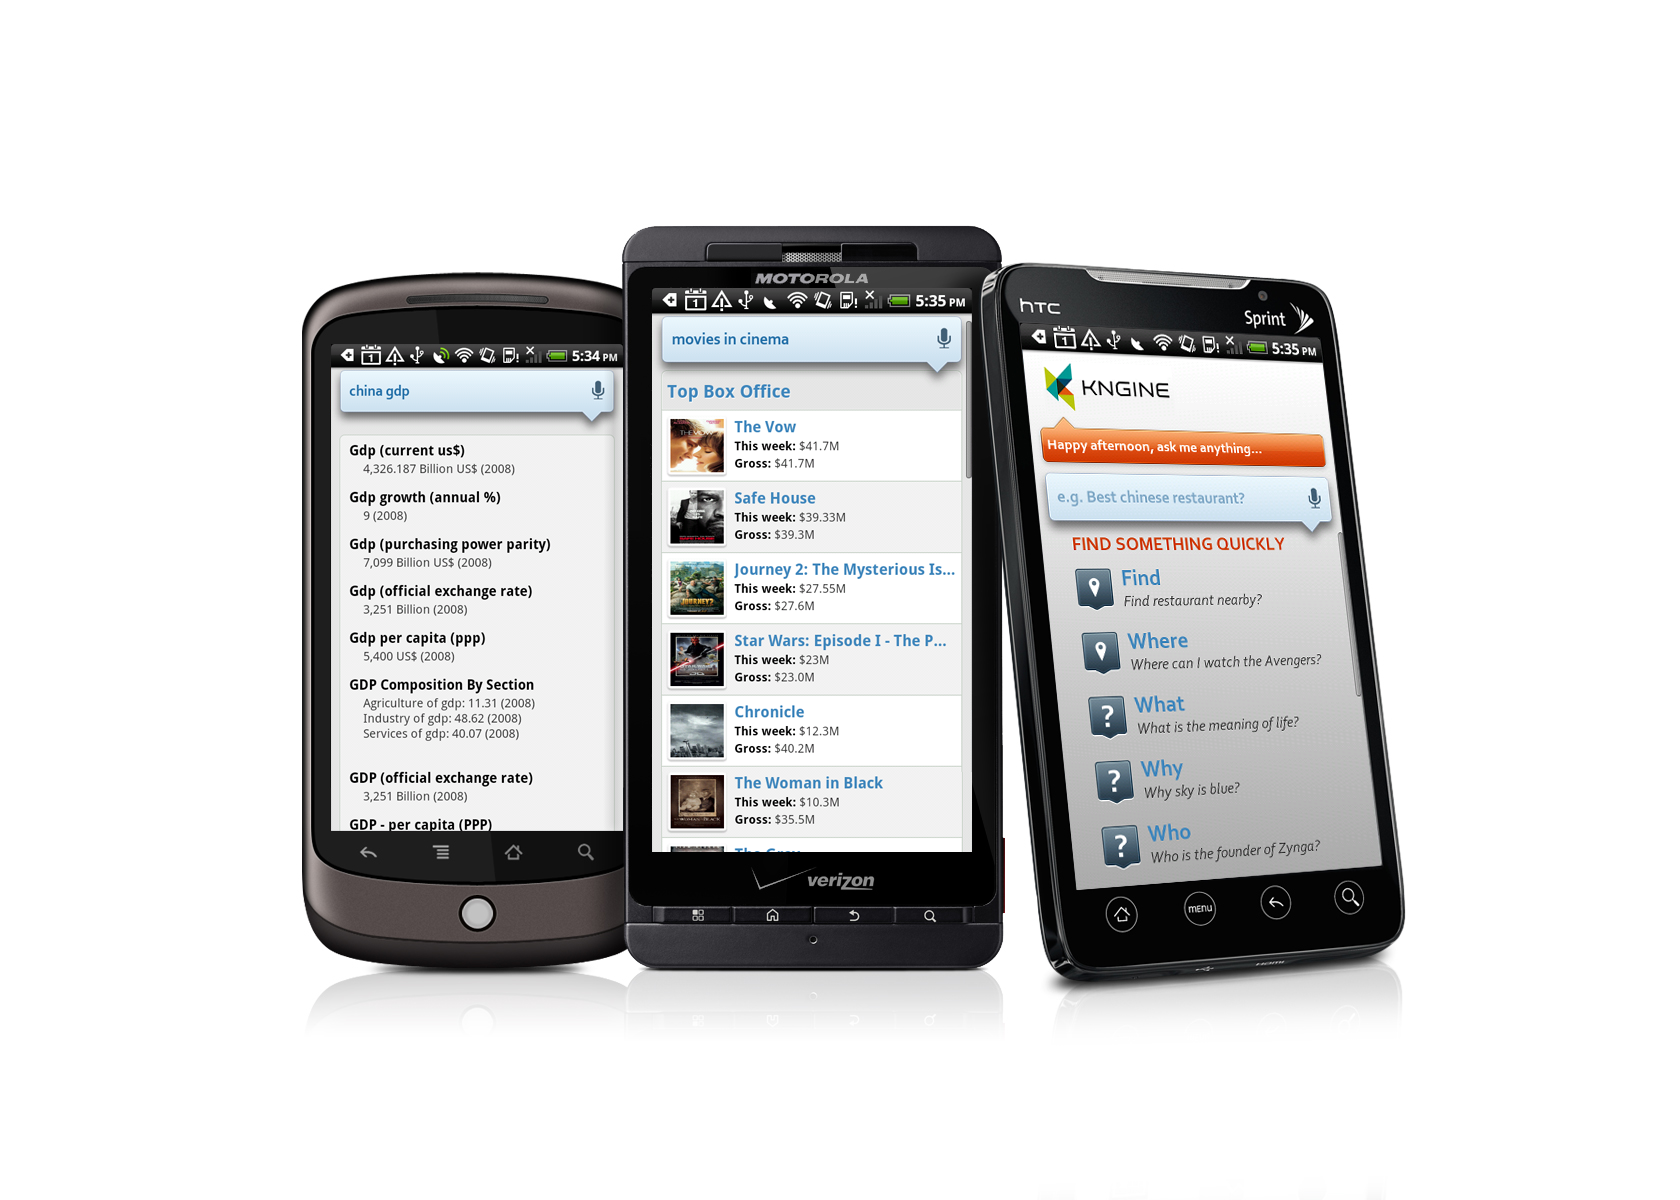 5:34 PM
china gdp
Gdp (current us$)
4,326.187 Billion US$ (2008)
Gdp growth (annual %)
9 (2008)
Gdp (purchasing power parity)
7,099 Billion US$ (2008)
Gdp (official exchange rate)
3,251 Billion (2008)
Gdp per capita (ppp)
5,400 US$ (2008)
GDP Composition By Section
Agriculture of gdp: 11.31 (2008)
Industry of gdp: 48.62 (2008)
Services of gdp: 40.07 (2008)
GDP (official exchange rate)
3,251 Billion (2008)
GDP - per capita (PPP)
MOTOROLA
5:35 PM
movies in cinema
Top Box Office
The Vow
This week: $41.7M
Gross: $41.7M
Safe House
This week: $39.33M
Gross: $39.3M
Journey 2: The Mysterious Is...
This week: $27.55M
Gross: $27.6M
Star Wars: Episode I - The P...
This week: $23M
Gross: $23.0M
Chronicle
This week: $12.3M
Gross: $40.2M
The Woman in Black
This week: $10.3M
Gross: $35.5M
verizon
hTC
Sprint
5:35 PM
KNGINE
Happy afternoon, ask me anything...
e.g. Best chinese restaurant?
FIND SOMETHING QUICKLY
Find
Find restaurant nearby?
Where
Where can I watch the Avengers?
What
What is the meaning of life?
Why
Why sky is blue?
Who
Who is the founder of Zynga?
menu